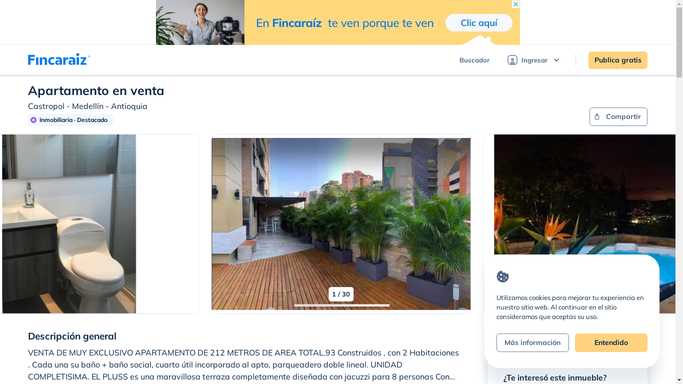 En Fincaraíz te ven porque te ven
Clic aquí
Fincaraíz
Buscador
Ingresar
Publica gratis
Apartamento en venta
Castropol - Medellín - Antioquia
Inmobiliaria · Destacado
Compartir
1 / 30
Utilizamos cookies para mejorar tu experiencia en
nuestro sitio web. Al continuar en el sitio
consideramos que aceptas su uso.
Más información
Entendido
Descripción general
VENTA DE MUY EXCLUSIVO APARTAMENTO DE 212 METROS DE AREA TOTAL,93 Construidos , con 2 Habitaciones
. Cada una su baño + baño social, cuarto útil incorporado al apto, parqueadero doble lineal. UNIDAD
COMPLETISIMA. EL PLUSS es una maravillosa terraza completamente diseñada con jacuzzi para 8 personas Con...
¿Te interesó este inmueble?